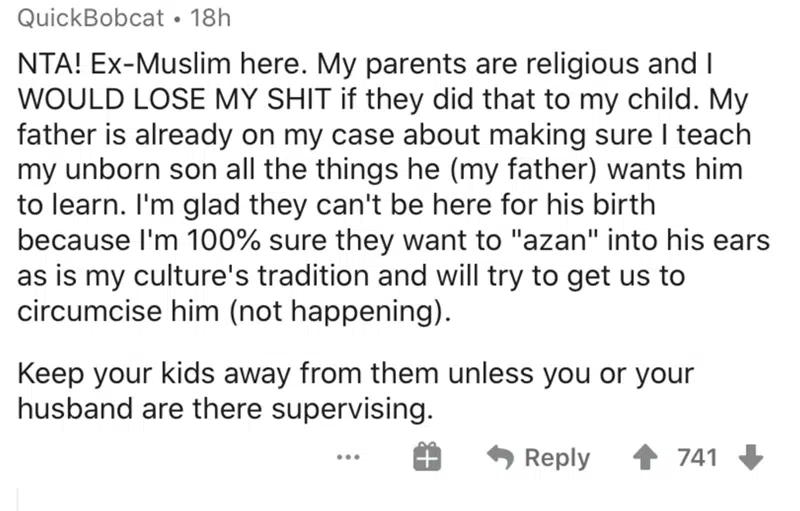 QuickBobcat • 18h
NTA! Ex-Muslim here. My parents are religious and I
WOULD LOSE MY SHIT if they did that to my child. My
father is already on my case about making sure I teach
my unborn son all the things he (my father) wants him
to learn. I'm glad they can't be here for his birth
because I'm 100% sure they want to "azan" into his ears
as is my culture's tradition and will try to get us to
circumcise him (not happening).
Keep your kids away from them unless you or your
husband are there supervising.
••• Reply 741